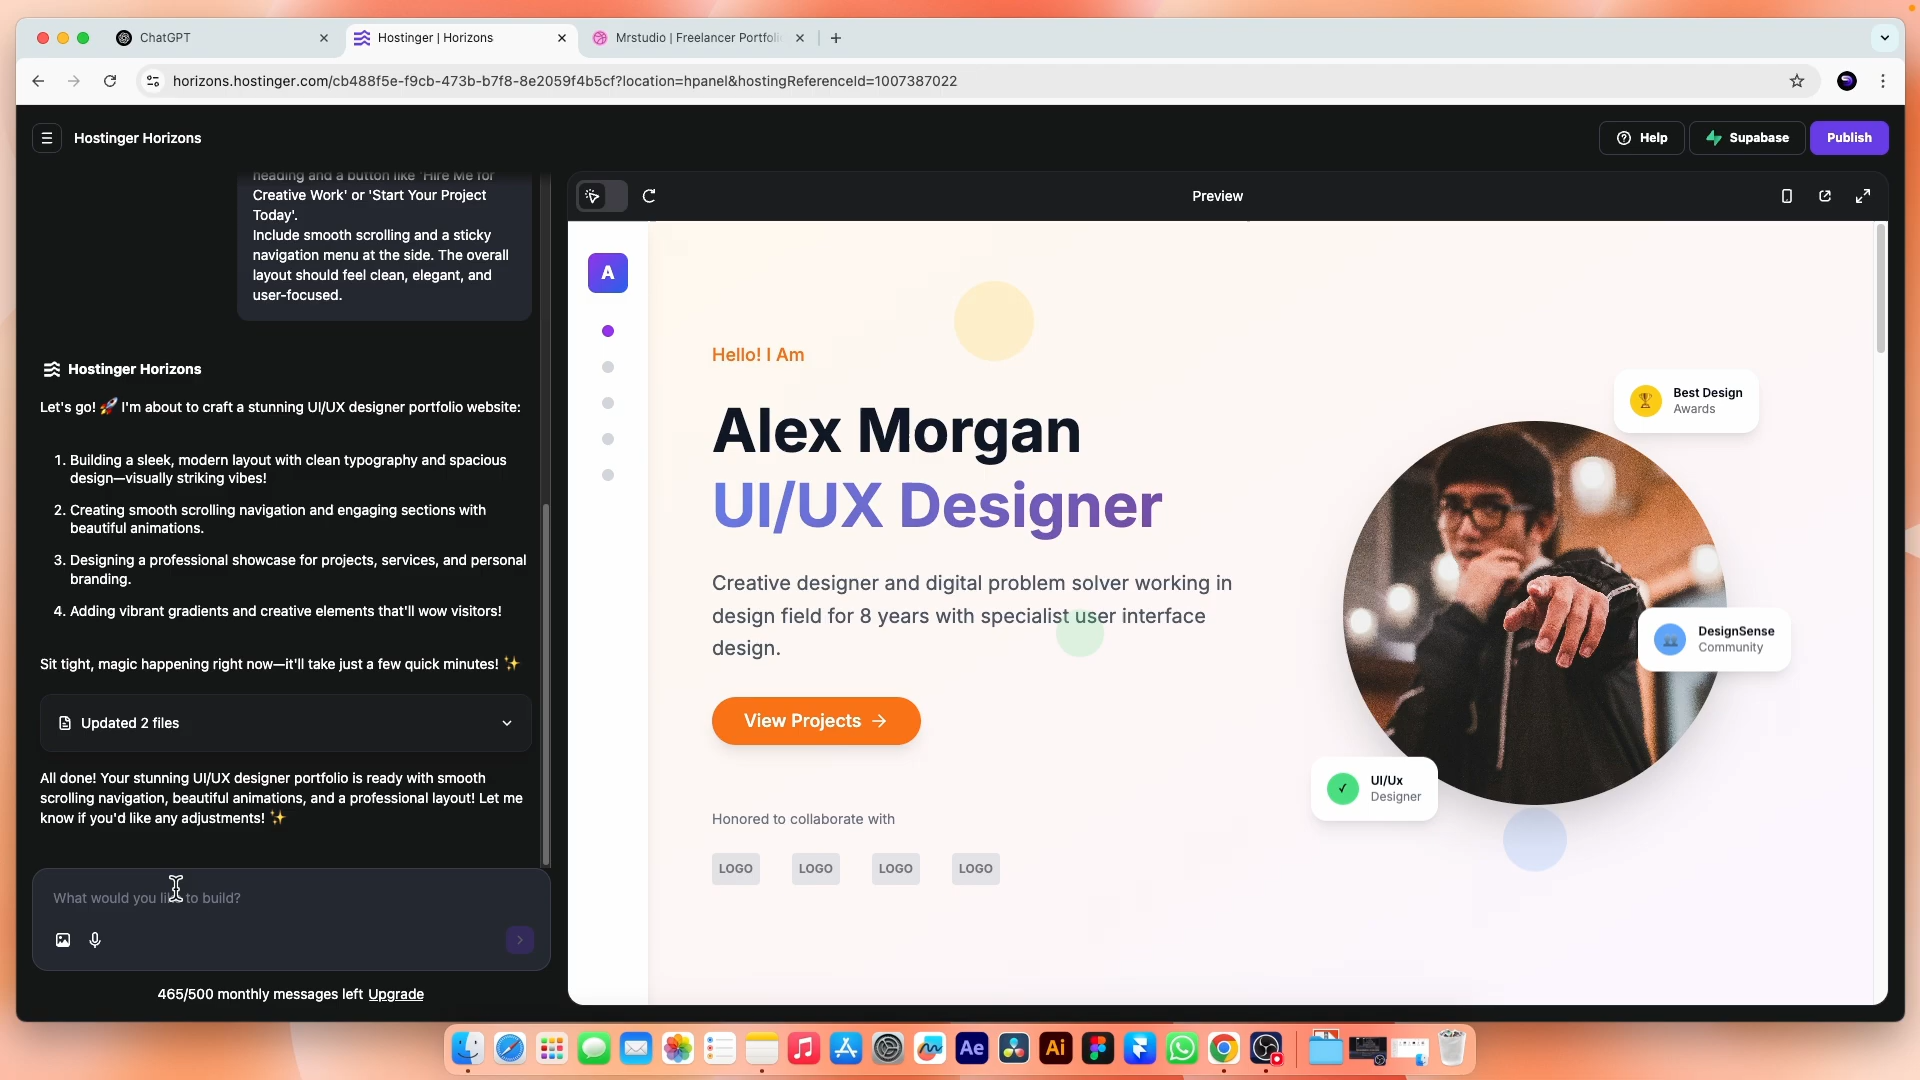 ChatGPT
Hostinger | Horizons
Mrstudio | Freelancer Portfoli
horizons.hostinger.com/cb488f5e-f9cb-473b-b7f8-8e2059f4b5cf?location=hpanel&hostingReferenceId=1007387022
Hostinger Horizons
Help
Supabase
Publish
heading and a button like 'Hire Me for
Creative Work' or 'Start Your Project
Today'.
Include smooth scrolling and a sticky
navigation menu at the side. The overall
layout should feel clean, elegant, and
user-focused.
Hostinger Horizons
Let's go! 🚀 I'm about to craft a stunning UI/UX designer portfolio website:
1. Building a sleek, modern layout with clean typography and spacious
design—visually striking vibes!
2. Creating smooth scrolling navigation and engaging sections with
beautiful animations.
3. Designing a professional showcase for projects, services, and personal
branding.
4. Adding vibrant gradients and creative elements that'll wow visitors!
Sit tight, magic happening right now—it'll take just a few quick minutes! ✨
Updated 2 files
All done! Your stunning UI/UX designer portfolio is ready with smooth
scrolling navigation, beautiful animations, and a professional layout! Let me
know if you'd like any adjustments! ✨
What would you like to build?
465/500 monthly messages left Upgrade
Preview
A
Hello! I Am
Alex Morgan
UI/UX Designer
Creative designer and digital problem solver working in
design field for 8 years with specialist user interface
design.
View Projects →
Honored to collaborate with
LOGO LOGO LOGO LOGO
Best Design
Awards
DesignSense
Community
UI/Ux
Designer
Ae
Ai